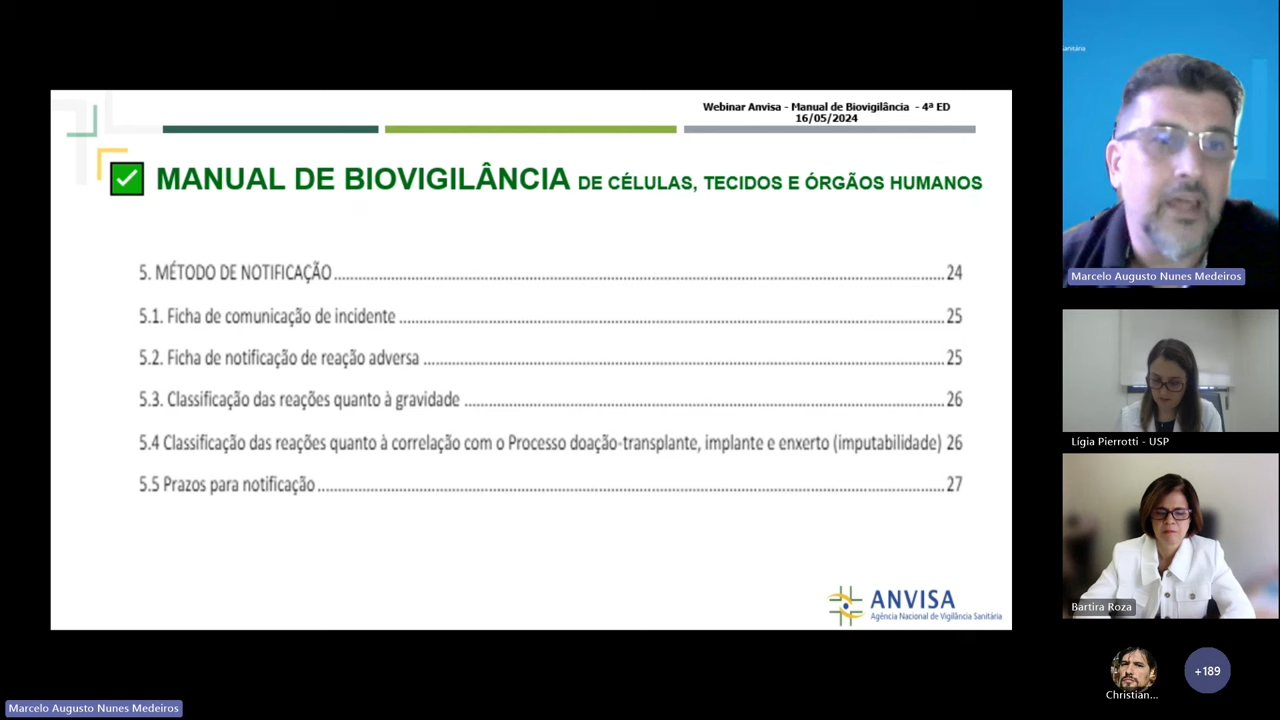 Webinar Anvisa - Manual de Biovigilância - 4ª ED
16/05/2024
MANUAL DE BIOVIGILÂNCIA DE CÉLULAS, TECIDOS E ÓRGÃOS HUMANOS
5. MÉTODO DE NOTIFICAÇÃO ........ 24
5.1. Ficha de comunicação de incidente ........ 25
5.2. Ficha de notificação de reação adversa ........ 25
5.3. Classificação das reações quanto à gravidade ........ 26
5.4 Classificação das reações quanto à correlação com o Processo doação-transplante, implante e enxerto (imputabilidade) 26
5.5 Prazos para notificação ........ 27
ANVISA
Agência Nacional de Vigilância Sanitária
anitária
Marcelo Augusto Nunes Medeiros
Lígia Pierrotti - USP
Bartira Roza
Christian...
+189
Marcelo Augusto Nunes Medeiros